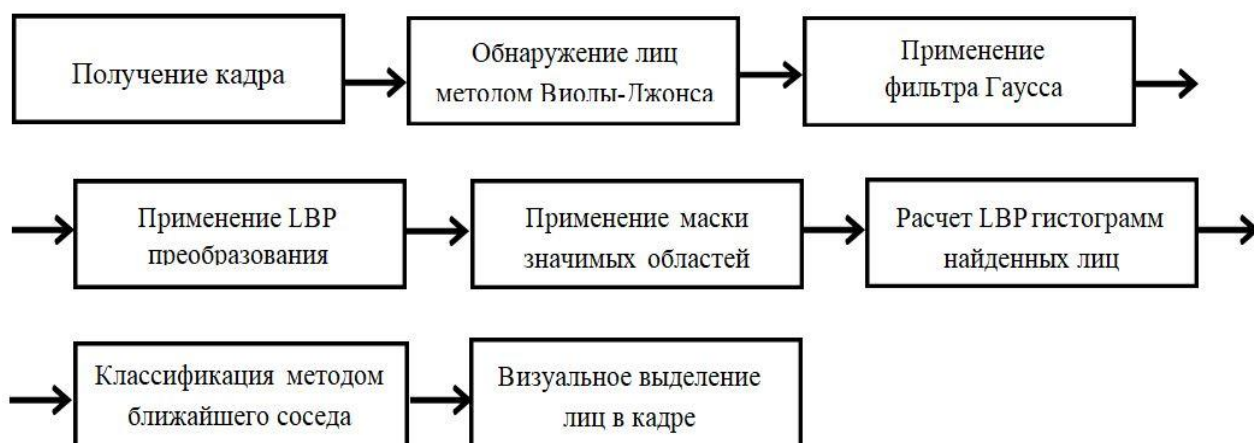 Получение кадра
Обнаружение лиц
методом Виолы-Джонса
Применение
фильтра Гаусса
Применение LBP
преобразования
Применение маски
значимых областей
Расчет LBP гистограмм
найденных лиц
Классификация методом
ближайшего соседа
Визуальное выделение
лиц в кадре